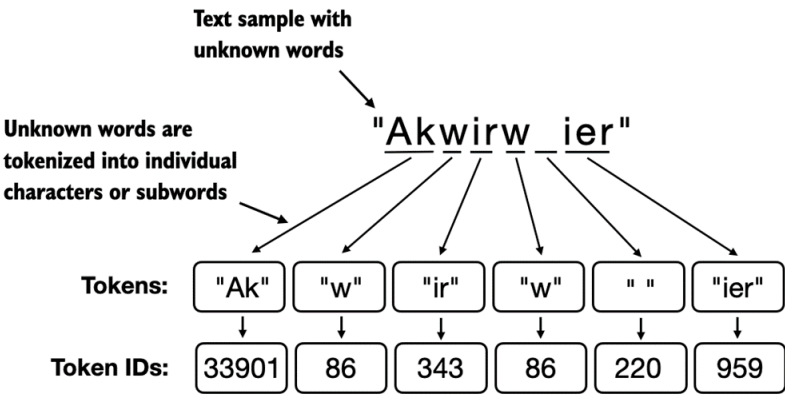 Text sample with
unknown words
"Akwirw ier"
Unknown words are
tokenized into individual
characters or subwords
Tokens: "Ak" "w" "ir" "w" " " "ier"
Token IDs: 33901 86 343 86 220 959